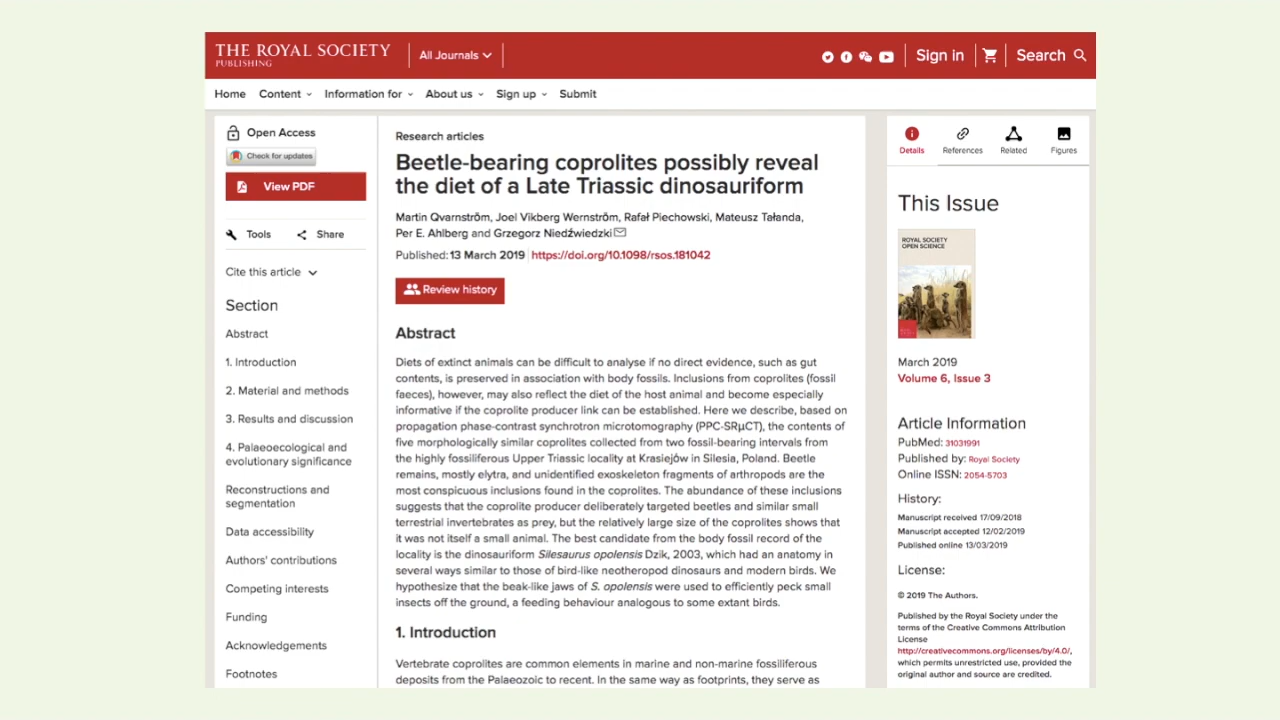 THE ROYAL SOCIETY
PUBLISHING
All Journals
Sign in
Search
Home
Content
Information for
About us
Sign up
Submit
Open Access
Check for updates
View PDF
Tools
Share
Cite this article
Section
Abstract
1. Introduction
2. Material and methods
3. Results and discussion
4. Palaeoecological and
evolutionary significance
Reconstructions and
segmentation
Data accessibility
Authors' contributions
Competing interests
Funding
Acknowledgements
Footnotes
Research articles
Beetle-bearing coprolites possibly reveal
the diet of a Late Triassic dinosauriform
Martin Qvarnström, Joel Vikberg Wernström, Rafał Piechowski, Mateusz Tałanda,
Per E. Ahlberg and Grzegorz Niedźwiedzki
Published: 13 March 2019 https://doi.org/10.1098/rsos.181042
Review history
Abstract
Diets of extinct animals can be difficult to analyse if no direct evidence, such as gut
contents, is preserved in association with body fossils. Inclusions from coprolites (fossil
faeces), however, may also reflect the diet of the host animal and become especially
informative if the coprolite producer link can be established. Here we describe, based on
propagation phase-contrast synchrotron microtomography (PPC-SRμCT), the contents of
five morphologically similar coprolites collected from two fossil-bearing intervals from
the highly fossiliferous Upper Triassic locality at Krasiejów in Silesia, Poland. Beetle
remains, mostly elytra, and unidentified exoskeleton fragments of arthropods are the
most conspicuous inclusions found in the coprolites. The abundance of these inclusions
suggests that the coprolite producer deliberately targeted beetles and similar small
terrestrial invertebrates as prey, but the relatively large size of the coprolites shows that
it was not itself a small animal. The best candidate from the body fossil record of the
locality is the dinosauriform Silesaurus opolensis Dzik, 2003, which had an anatomy in
several ways similar to those of bird-like neotheropod dinosaurs and modern birds. We
hypothesize that the beak-like jaws of S. opolensis were used to efficiently peck small
insects off the ground, a feeding behaviour analogous to some extant birds.
1. Introduction
Vertebrate coprolites are common elements in marine and non-marine fossiliferous
deposits from the Palaeozoic to recent. In the same way as footprints, they serve as
Details
References
Related
Figures
This Issue
ROYAL SOCIETY
OPEN SCIENCE
March 2019
Volume 6, Issue 3
Article Information
PubMed: 31031991
Published by: Royal Society
Online ISSN: 2054-5703
History:
Manuscript received 17/09/2018
Manuscript accepted 12/02/2019
Published online 13/03/2019
License:
© 2019 The Authors.
Published by the Royal Society under the
terms of the Creative Commons Attribution
License
http://creativecommons.org/licenses/by/4.0/,
which permits unrestricted use, provided the
original author and source are credited.